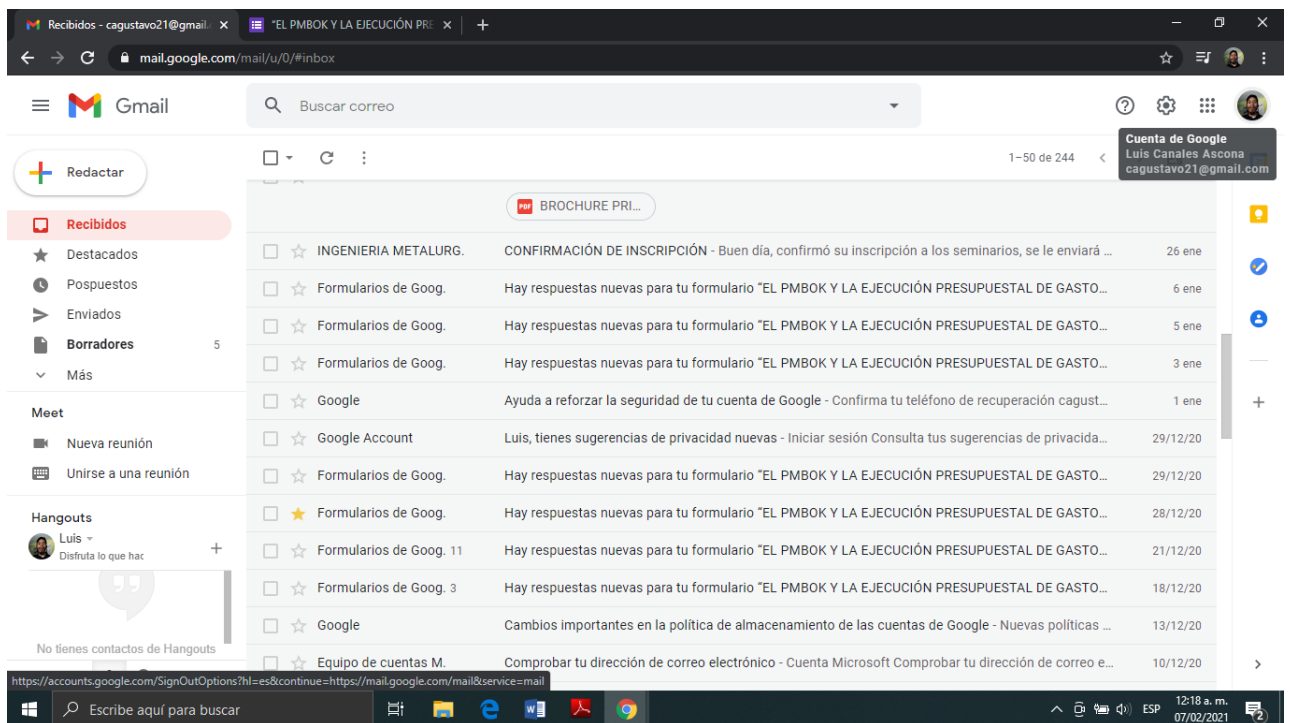 Recibidos - cagustavo21@gmail.
"EL PMBOK Y LA EJECUCIÓN PRE
mail.google.com/mail/u/0/#inbox
Gmail
Buscar correo
Cuenta de Google
Luis Canales Ascona
cagustavo21@gmail.com
Redactar
1–50 de 244
PDF BROCHURE PRI...
Recibidos
Destacados
Pospuestos
Enviados
Borradores 5
Más
Meet
Nueva reunión
Unirse a una reunión
Hangouts
Luis
Disfruta lo que hac
No tienes contactos de Hangouts
INGENIERIA METALURG. CONFIRMACIÓN DE INSCRIPCIÓN - Buen día, confirmó su inscripción a los seminarios, se le enviará ... 26 ene
Formularios de Goog. Hay respuestas nuevas para tu formulario "EL PMBOK Y LA EJECUCIÓN PRESUPUESTAL DE GASTO... 6 ene
Formularios de Goog. Hay respuestas nuevas para tu formulario "EL PMBOK Y LA EJECUCIÓN PRESUPUESTAL DE GASTO... 5 ene
Formularios de Goog. Hay respuestas nuevas para tu formulario "EL PMBOK Y LA EJECUCIÓN PRESUPUESTAL DE GASTO... 3 ene
Google Ayuda a reforzar la seguridad de tu cuenta de Google - Confirma tu teléfono de recuperación cagust... 1 ene
Google Account Luis, tienes sugerencias de privacidad nuevas - Iniciar sesión Consulta tus sugerencias de privacida... 29/12/20
Formularios de Goog. Hay respuestas nuevas para tu formulario "EL PMBOK Y LA EJECUCIÓN PRESUPUESTAL DE GASTO... 29/12/20
Formularios de Goog. Hay respuestas nuevas para tu formulario "EL PMBOK Y LA EJECUCIÓN PRESUPUESTAL DE GASTO... 28/12/20
Formularios de Goog. 11 Hay respuestas nuevas para tu formulario "EL PMBOK Y LA EJECUCIÓN PRESUPUESTAL DE GASTO... 21/12/20
Formularios de Goog. 3 Hay respuestas nuevas para tu formulario "EL PMBOK Y LA EJECUCIÓN PRESUPUESTAL DE GASTO... 18/12/20
Google Cambios importantes en la política de almacenamiento de las cuentas de Google - Nuevas políticas ... 13/12/20
Equipo de cuentas M. Comprobar tu dirección de correo electrónico - Cuenta Microsoft Comprobar tu dirección de correo e... 10/12/20
https://accounts.google.com/SignOutOptions?hl=es&continue=https://mail.google.com/mail&service=mail
Escribe aquí para buscar
ESP
12:18 a. m.
07/02/2021
2